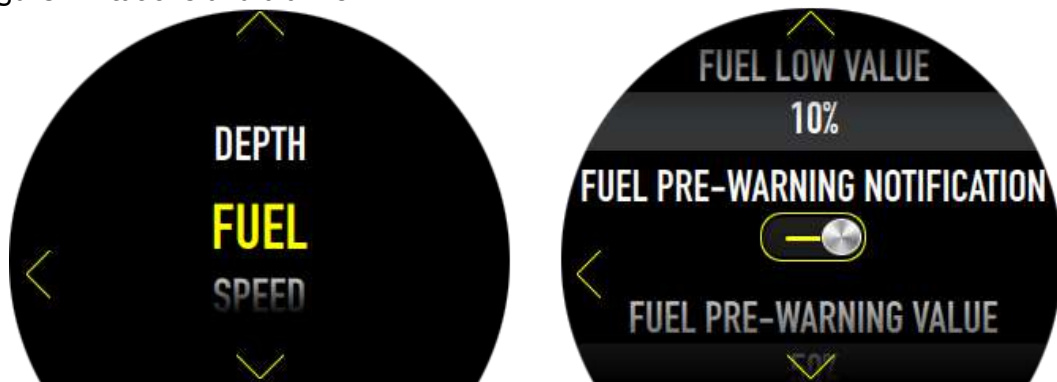 DEPTH
FUEL
SPEED
FUEL LOW VALUE
10%
FUEL PRE-WARNING NOTIFICATION
FUEL PRE-WARNING VALUE